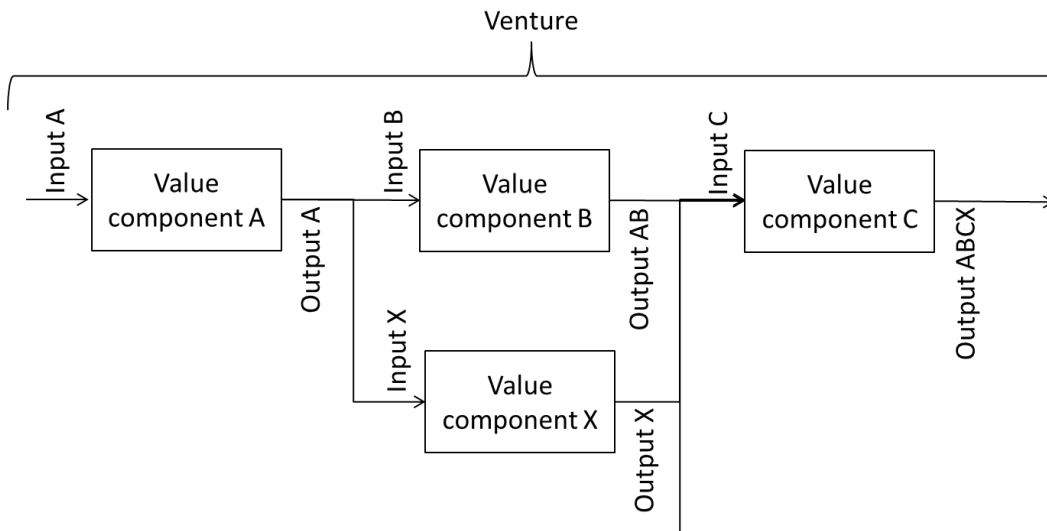 Venture
Input A
Value
component A
Output A
Input B
Value
component B
Output AB
Input C
Value
component C
Output ABCX
Input X
Value
component X
Output X